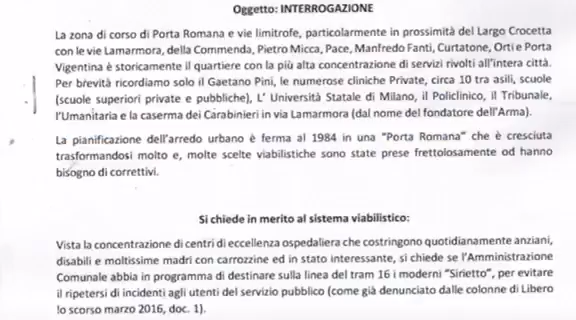 Oggetto: INTERROGAZIONE
La zona di corso di Porta Romana e vie limitrofe, particolarmente in prossimità del Largo Crocetta
con le vie Lamarmora, della Commenda, Pietro Micca, Pace, Manfredo Fanti, Curtatone, Orti e Porta
Vigentina è storicamente il quartiere con la più alta concentrazione di servizi rivolti all'intera città.
Per brevità ricordiamo solo il Gaetano Pini, le numerose cliniche Private, circa 10 tra asili, scuole
(scuole superiori private e pubbliche), L' Università Statale di Milano, il Policlinico, il Tribunale,
l'Umanitaria e la caserma dei Carabinieri in via Lamarmora (dal nome del fondatore dell'Arma).
La pianificazione dell'arredo urbano è ferma al 1984 in una "Porta Romana" che è cresciuta
trasformandosi molto e, molte scelte viabilistiche sono state prese frettolosamente od hanno
bisogno di correttivi.
Si chiede in merito al sistema viabilistico:
Vista la concentrazione di centri di eccellenza ospedaliera che costringono quotidianamente anziani,
disabili e moltissime madri con carrozzine ed in stato interessante, si chiede se l'Amministrazione
Comunale abbia in programma di destinare sulla linea del tram 16 i moderni "Sirietto", per evitare
il ripetersi di incidenti agli utenti del servizio pubblico (come già denunciato dalle colonne di Libero
lo scorso marzo 2016, doc. 1).